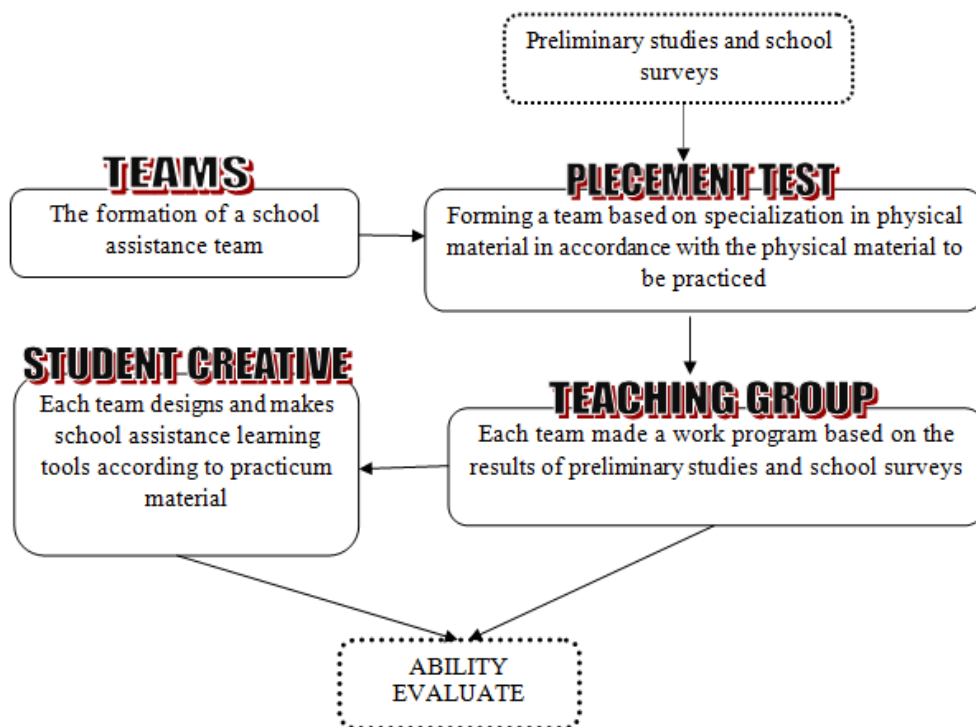 Preliminary studies and school
surveys
TEAMS
The formation of a school
assistance team
PLECEMENT TEST
Forming a team based on specialization in physical
material in accordance with the physical material to
be practiced
STUDENT CREATIVE
Each team designs and makes
school assistance learning
tools according to practicum
material
TEACHING GROUP
Each team made a work program based on the
results of preliminary studies and school surveys
ABILITY
EVALUATE